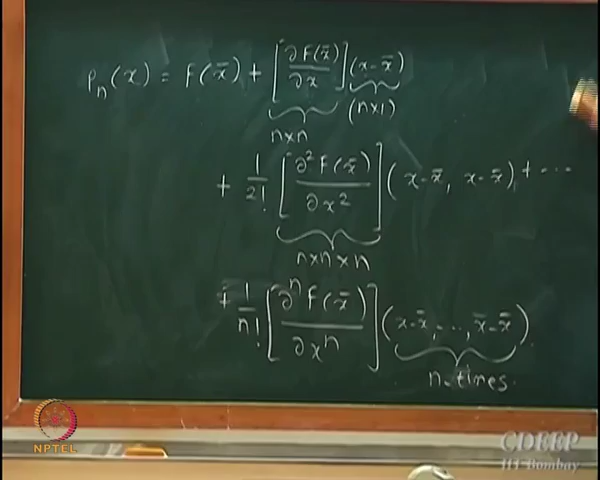 Pₙ(x) = F(x̄) + [∂F(x̄)/∂x] (x-x̄)
n×n (n×1)
+ 1/2! [∂²F(x̄)/∂x²] (x-x̄, x-x̄) + ...
n×n×n
+ 1/n! [∂ⁿF(x̄)/∂xⁿ] (x-x̄, ..., x̄-x̄)
n-times.
NPTEL
CDEEP
IIT Bombay